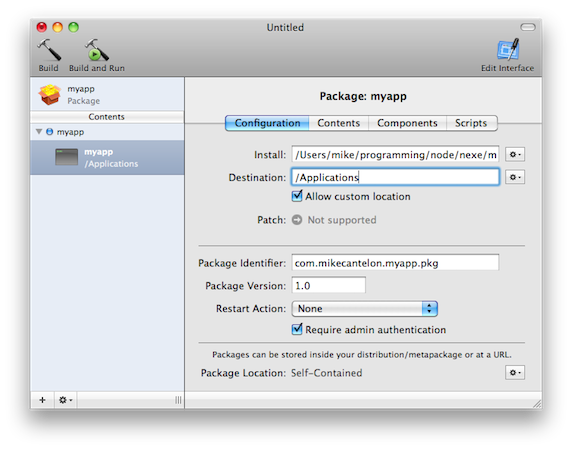 Untitled
Build
Build and Run
Edit Interface
myapp
Package
Contents
myapp
myapp
/Applications
Package: myapp
Configuration Contents Components Scripts
Install: /Users/mike/programming/node/nexe/m
Destination: /Applications
Allow custom location
Patch: Not supported
Package Identifier: com.mikecantelon.myapp.pkg
Package Version: 1.0
Restart Action: None
Require admin authentication
Packages can be stored inside your distribution/metapackage or at a URL.
Package Location: Self-Contained